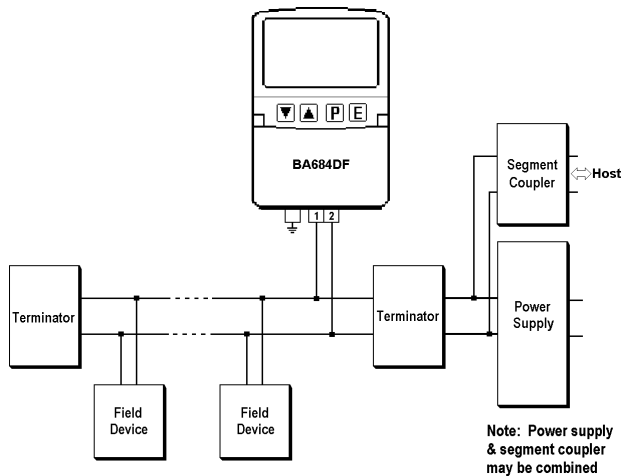 P E
BA684DF
1 2
Segment
Coupler
Host
Terminator
Terminator
Power
Supply
Field
Device
Field
Device
Note: Power supply
& segment coupler
may be combined